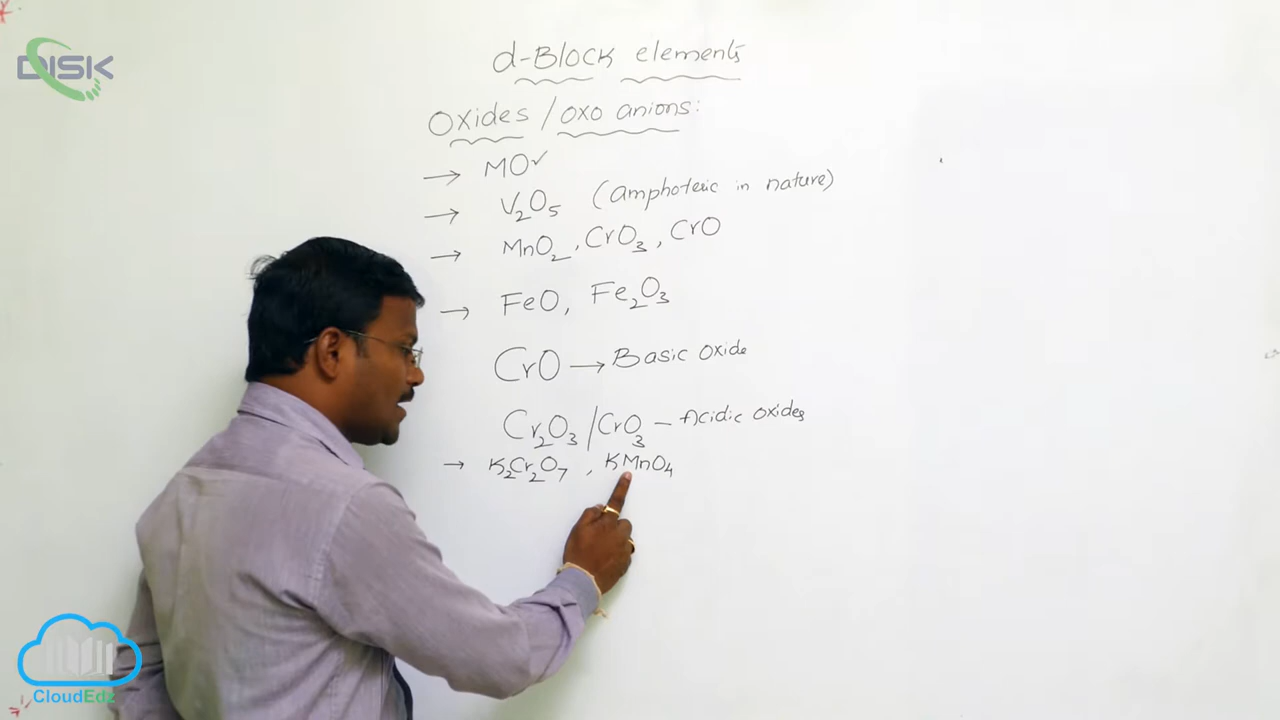 DISK
d-Block elements
Oxides / oxo anions:
→ MO✓
→ V₂O₅ (amphoteric in nature)
→ MnO₂, CrO₃, CrO
→ FeO, Fe₂O₃
CrO → Basic oxide
Cr₂O₃ / CrO₃ – Acidic oxides
→ K₂Cr₂O₇, KMnO₄
CloudEdz